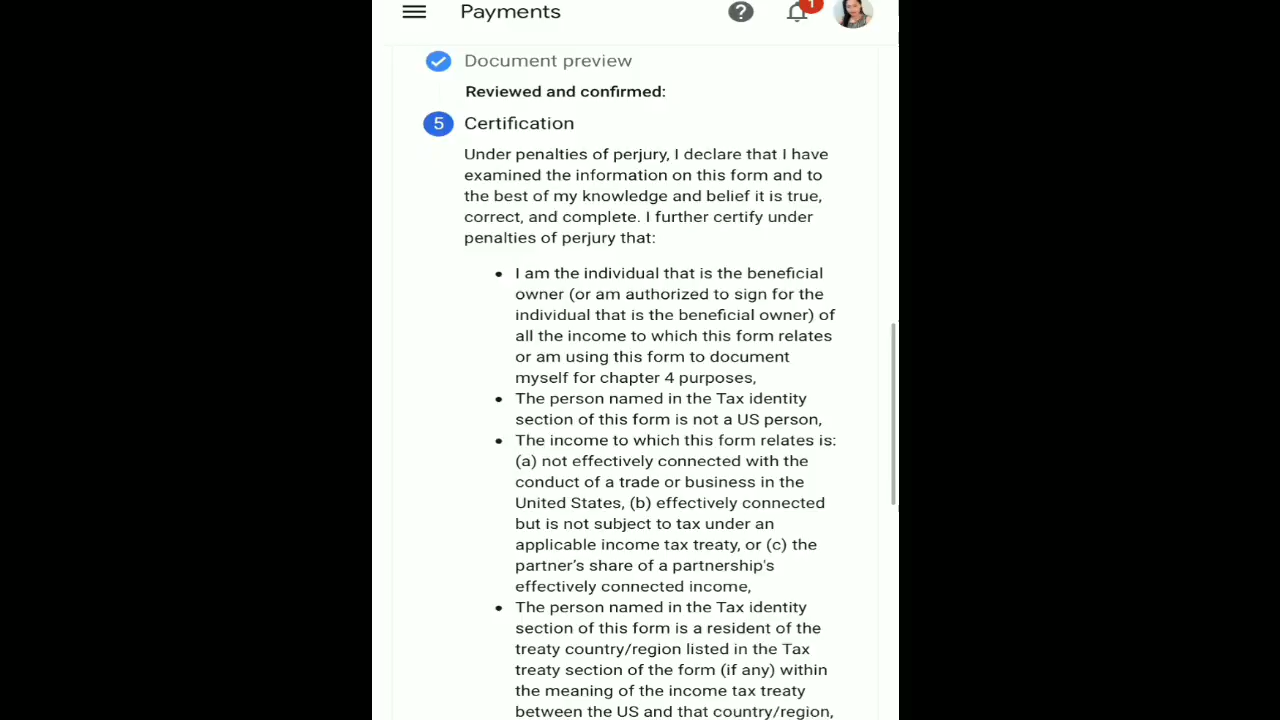 Payments
?
1
Document preview
Reviewed and confirmed:
5
Certification
Under penalties of perjury, I declare that I have
examined the information on this form and to
the best of my knowledge and belief it is true,
correct, and complete. I further certify under
penalties of perjury that:
• I am the individual that is the beneficial
owner (or am authorized to sign for the
individual that is the beneficial owner) of
all the income to which this form relates
or am using this form to document
myself for chapter 4 purposes,
• The person named in the Tax identity
section of this form is not a US person,
• The income to which this form relates is:
(a) not effectively connected with the
conduct of a trade or business in the
United States, (b) effectively connected
but is not subject to tax under an
applicable income tax treaty, or (c) the
partner's share of a partnership's
effectively connected income,
• The person named in the Tax identity
section of this form is a resident of the
treaty country/region listed in the Tax
treaty section of the form (if any) within
the meaning of the income tax treaty
between the US and that country/region,